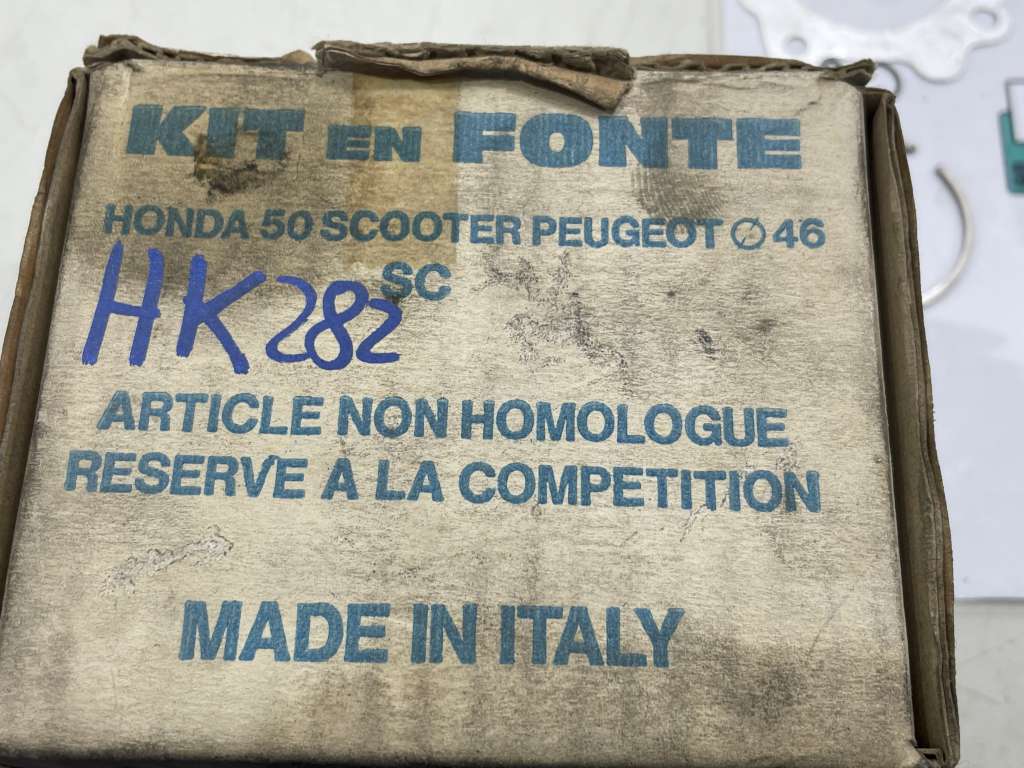 KIT EN FONTE
HONDA 50 SCOOTER PEUGEOT Ø 46
SC
HK282
ARTICLE NON HOMOLOGUE
RESERVE A LA COMPETITION
MADE IN ITALY